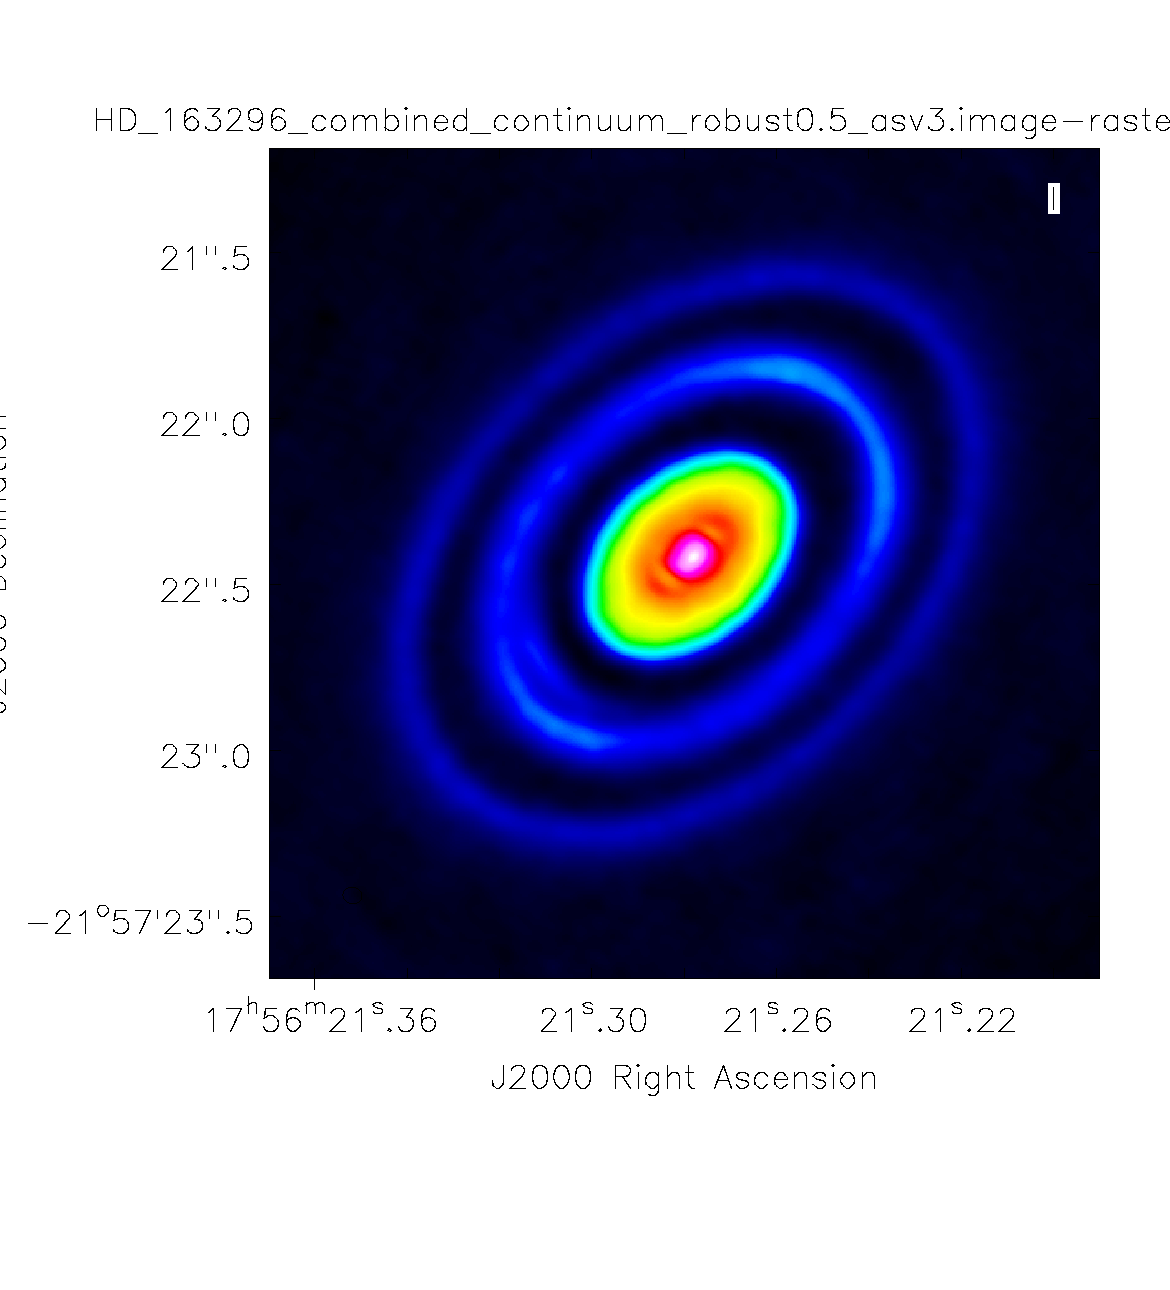 HD_163296_combined_continuum_robust0.5_asv3.image-raste
I
21".5
22".0
22".5
23".0
-21°57'23".5
17h56m21s.36 21s.30 21s.26 21s.22
J2000 Right Ascension